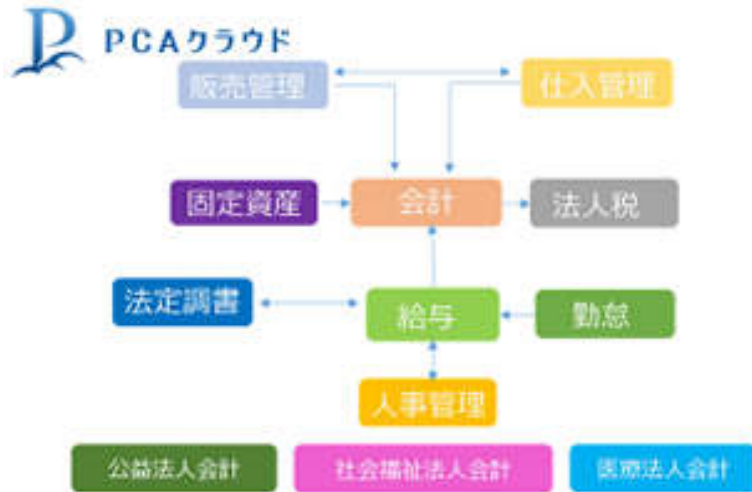 PCAクラウド
販売管理
仕入管理
固定資産
会計
法人税
法定調書
給与
勤怠
人事管理
公益法人会計
社会福祉法人会計
医療法人会計